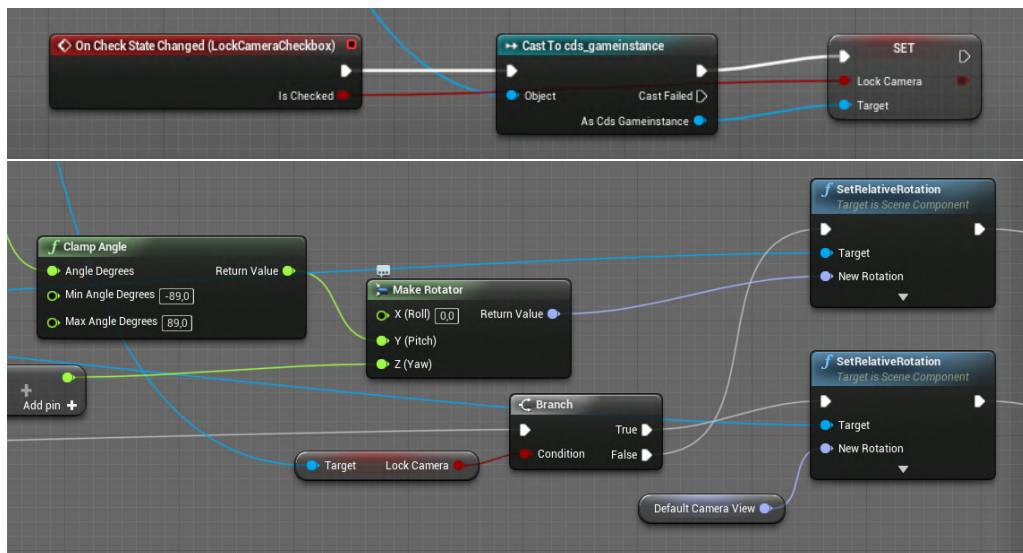 On Check State Changed (LockCameraCheckbox)
Is Checked
Cast To cds_gameinstance
Object
Cast Failed
As Cds Gameinstance
SET
Lock Camera
Target
Clamp Angle
Angle Degrees
Return Value
Min Angle Degrees -89,0
Max Angle Degrees 89,0
Add pin +
Make Rotator
X (Roll) 0,0
Return Value
Y (Pitch)
Z (Yaw)
Target
Lock Camera
Branch
True
Condition
False
SetRelativeRotation
Target is Scene Component
Target
New Rotation
SetRelativeRotation
Target is Scene Component
Target
New Rotation
Default Camera View